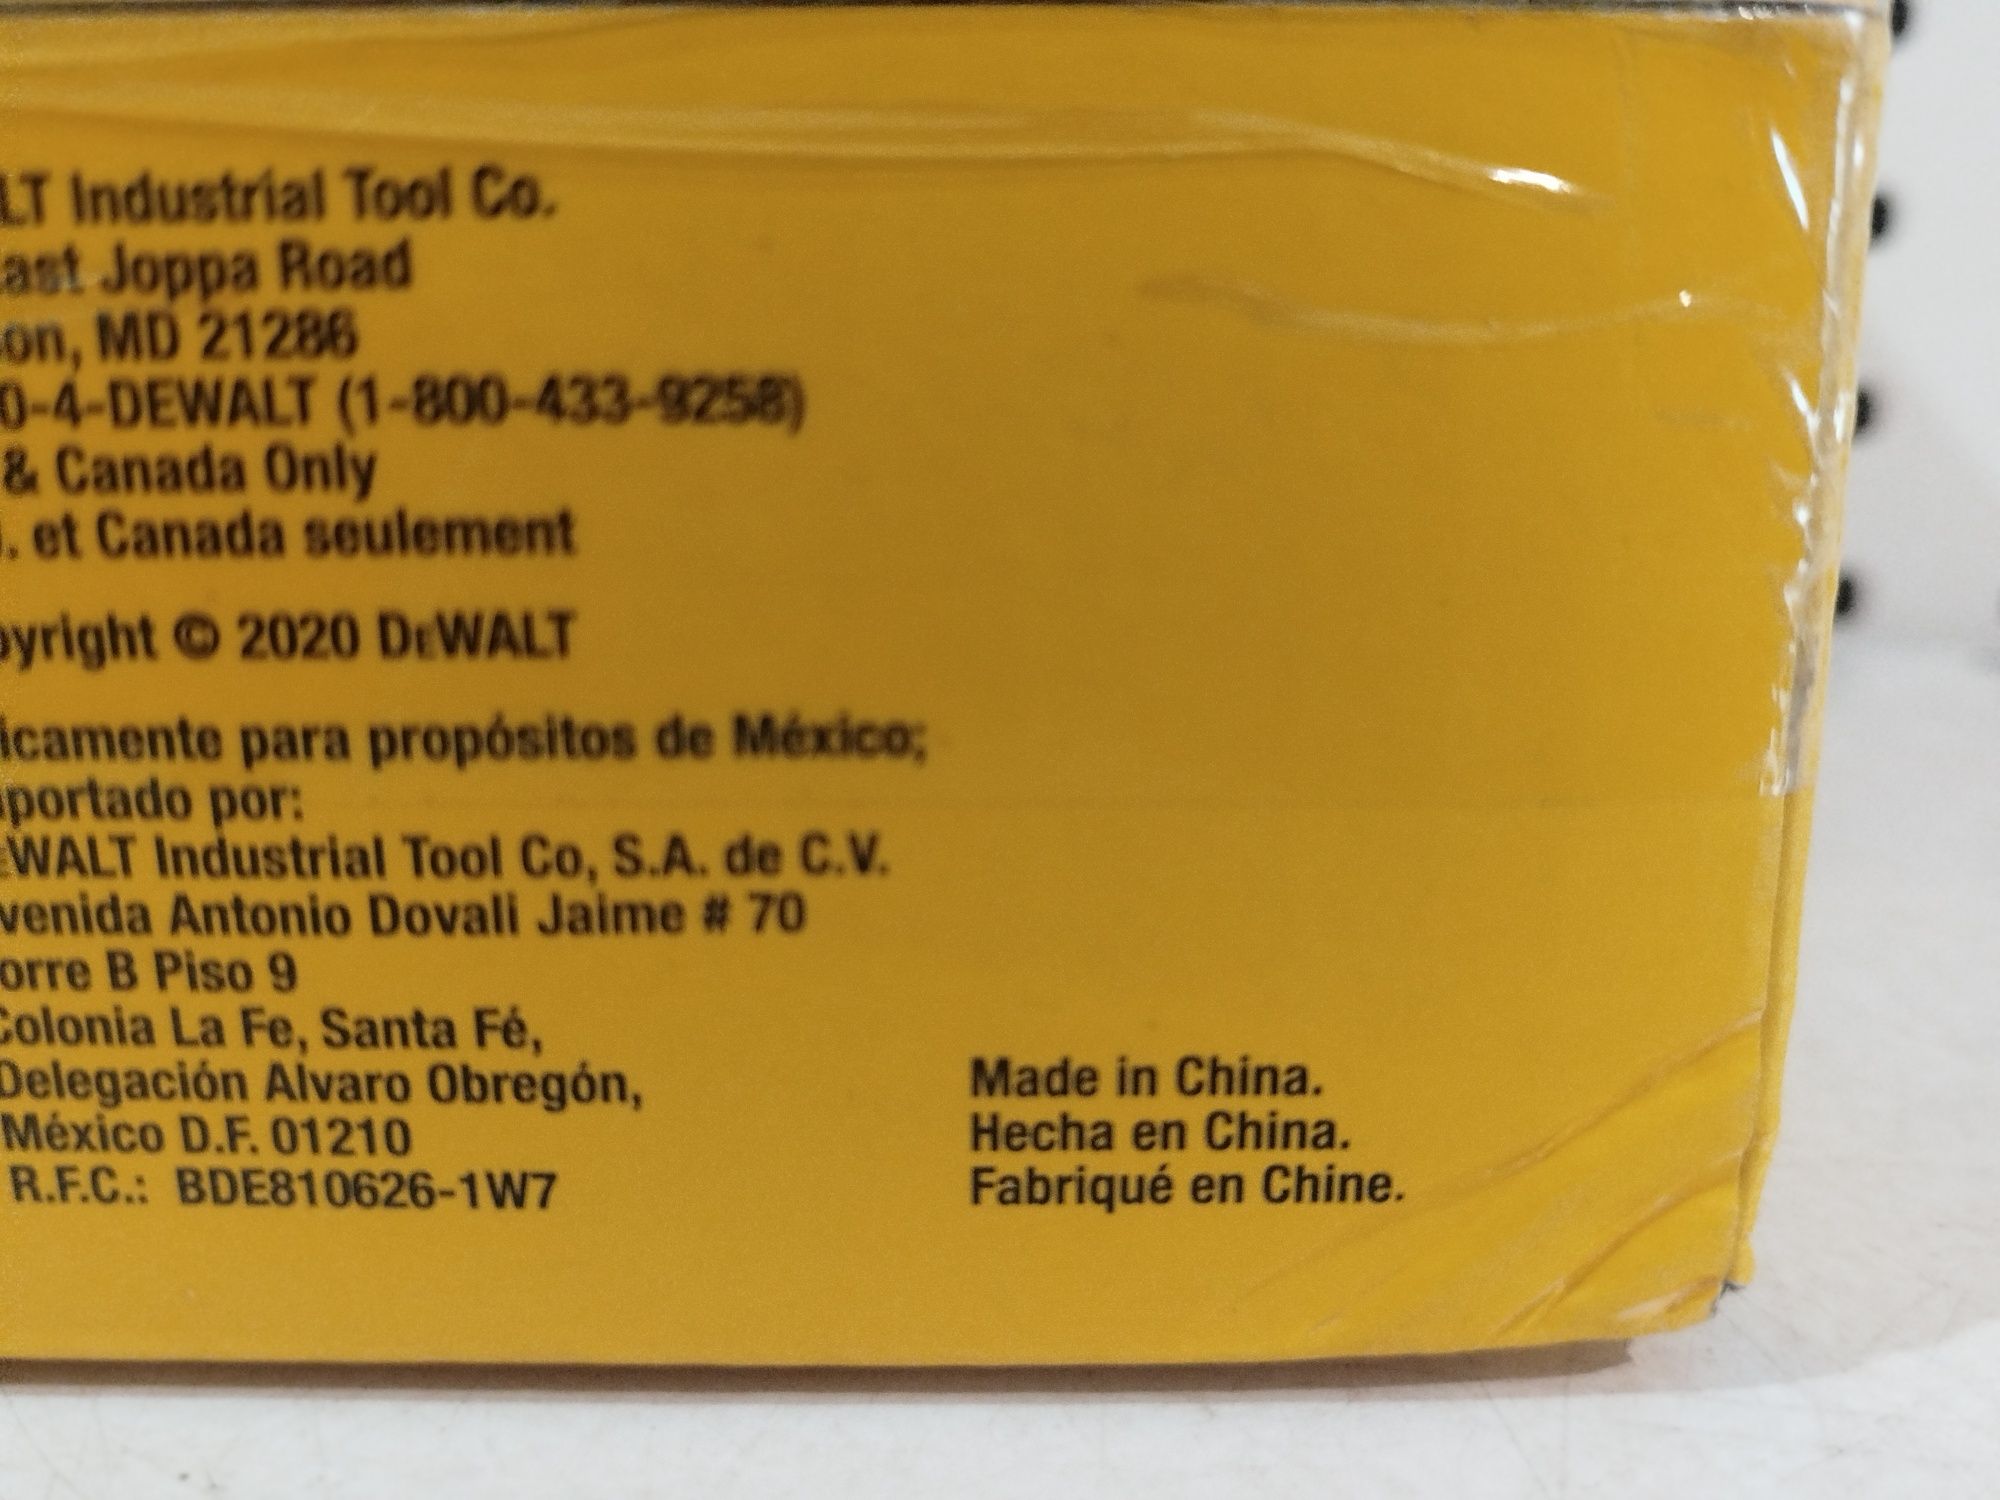 LT Industrial Tool Co.
ast Joppa Road
on, MD 21286
0-4-DEWALT (1-800-433-9258)
& Canada Only
. et Canada seulement
pyright © 2020 DEWALT
icamente para propósitos de México;
portado por:
EWALT Industrial Tool Co, S.A. de C.V.
venida Antonio Dovali Jaime # 70
orre B Piso 9
Colonia La Fe, Santa Fé,
Delegación Alvaro Obregón,
México D.F. 01210
R.F.C.: BDE810626-1W7
Made in China.
Hecha en China.
Fabriqué en Chine.